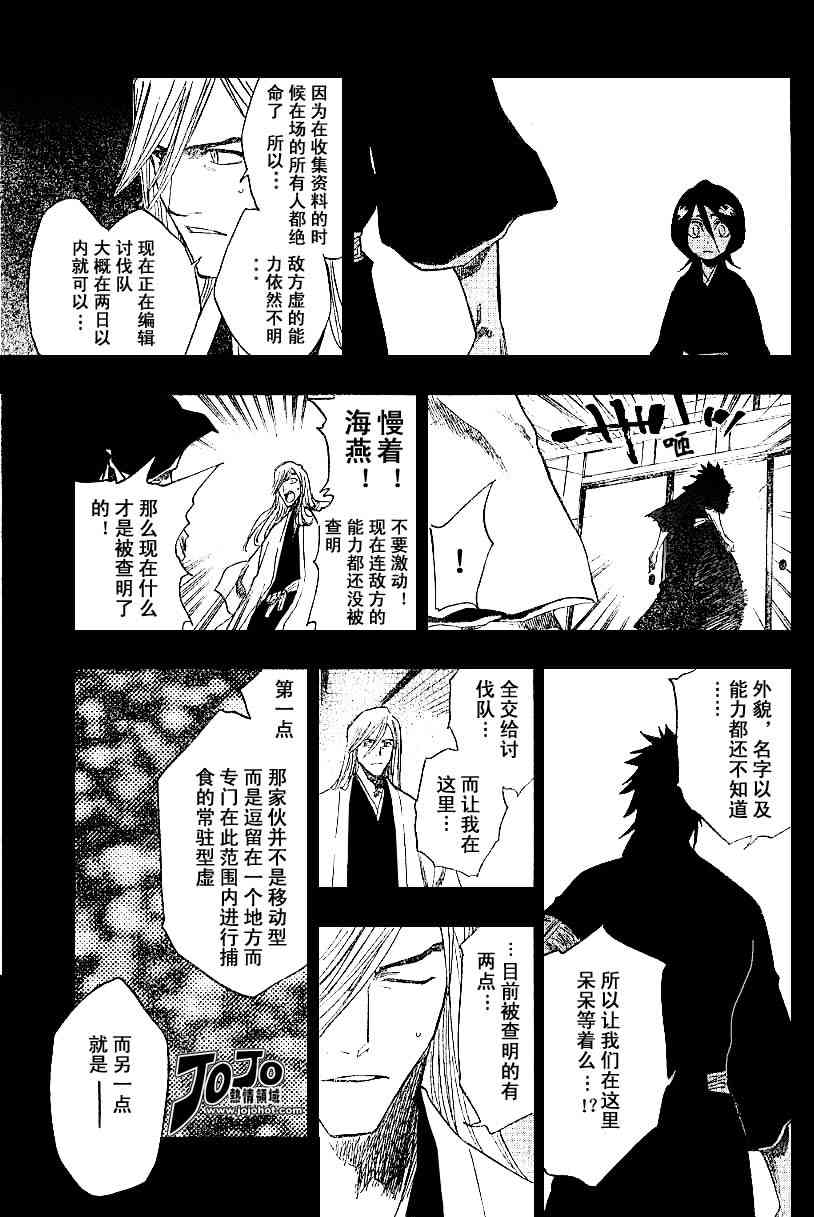 因为在收集资料的时
候在场的所有人都绝
命了 所以…
敌方虚的能
力依然不明
…
现在正在编辑
讨伐队
大概在两日以
内就可以…
咂
！
慢着！
海燕！
不要激动！
现在连敌方的
能力都还没被
查明
那么现在什么
才是被查明了
的！
外貌，名字以及
能力都还不知道
……
所以让我们在这里
呆呆等着么…!?
全交给讨
伐队…
而让我在
这里…
…目前被查明的有
两点…
第一点
那家伙并不是移动型
而是逗留在一个地方而
专门在此范围内进行捕
食的常驻型虚
而另一点
就是——
JOJO
熱情領域
www.jojohot.com